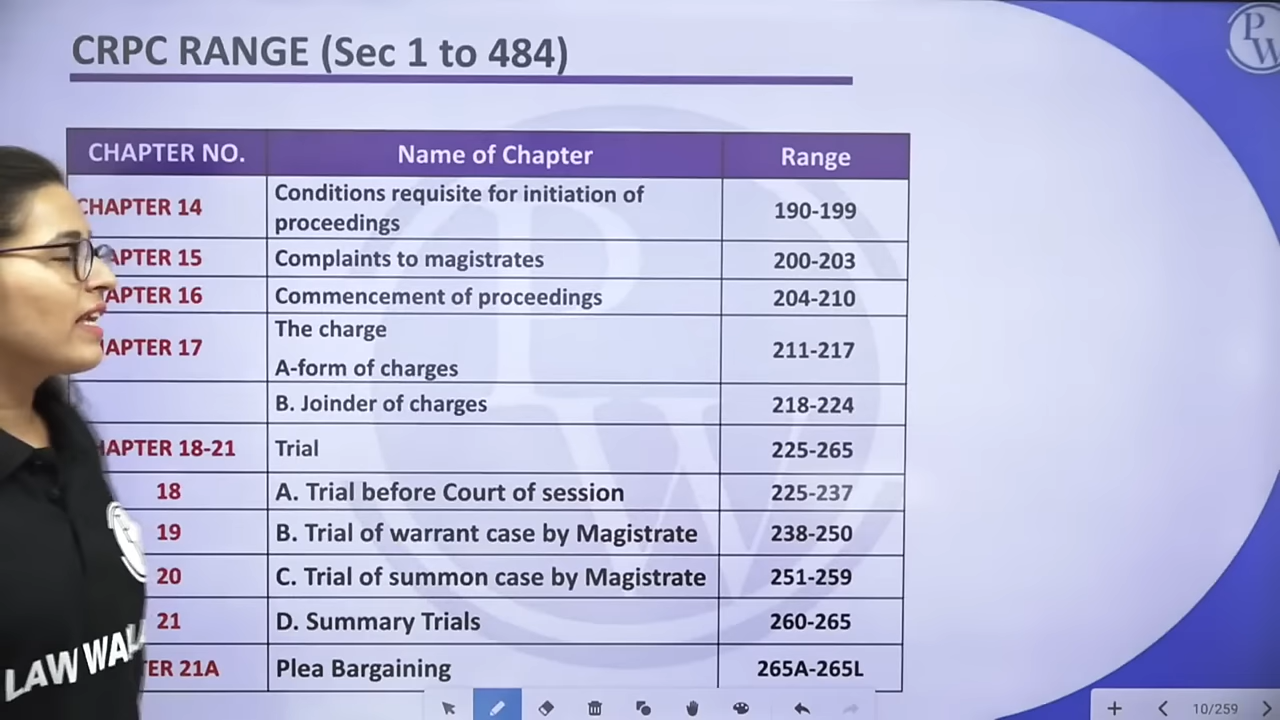 CRPC RANGE (Sec 1 to 484)
PW
CHAPTER NO. Name of Chapter Range
CHAPTER 14 Conditions requisite for initiation of
proceedings 190-199
APTER 15 Complaints to magistrates 200-203
APTER 16 Commencement of proceedings 204-210
APTER 17 The charge
A-form of charges 211-217
B. Joinder of charges 218-224
HAPTER 18-21 Trial 225-265
18 A. Trial before Court of session 225-237
19 B. Trial of warrant case by Magistrate 238-250
20 C. Trial of summon case by Magistrate 251-259
21 D. Summary Trials 260-265
TER 21A Plea Bargaining 265A-265L
LAW WAL
10/259